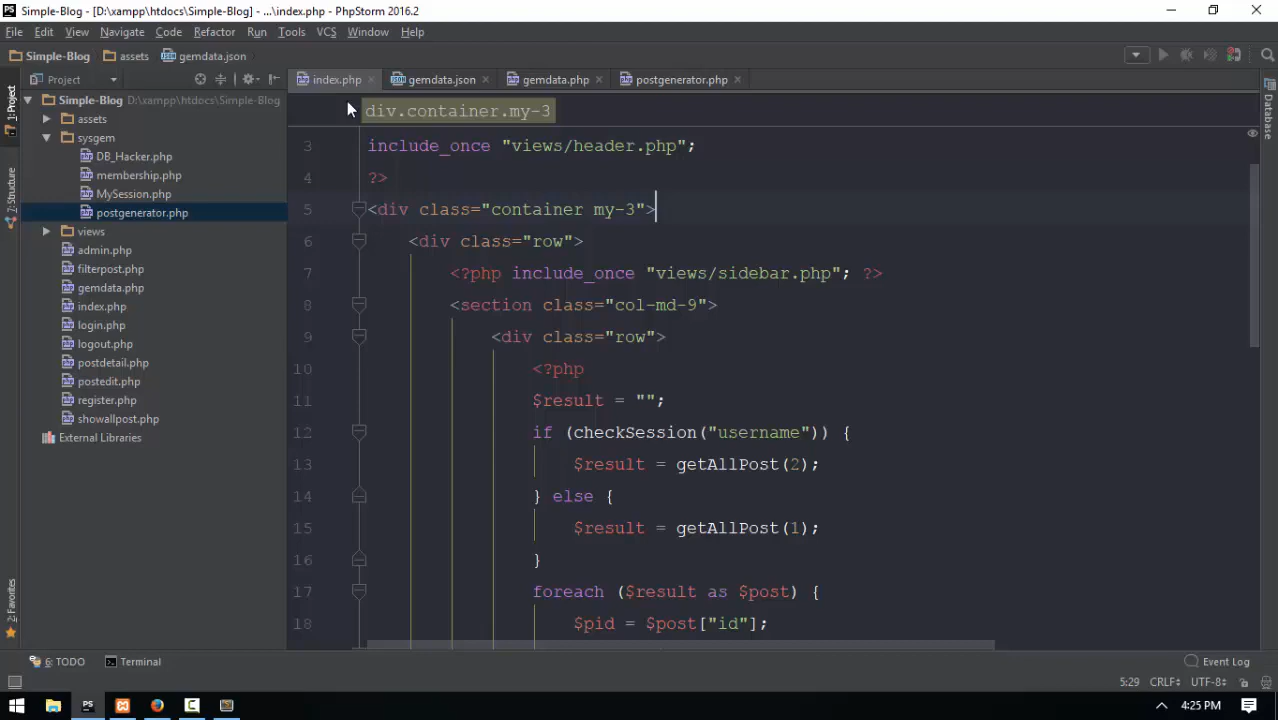 Simple-Blog - [D:\xampp\htdocs\Simple-Blog] - ...\index.php - PhpStorm 2016.2
File Edit View Navigate Code Refactor Run Tools VCS Window Help
Simple-Blog assets gemdata.json
Project index.php gemdata.json gemdata.php postgenerator.php
1: Project
7: Structure
2: Favorites
Database
Simple-Blog D:\xampp\htdocs\Simple-Blog
assets
sysgem
DB_Hacker.php
membership.php
MySession.php
postgenerator.php
views
admin.php
filterpost.php
gemdata.php
index.php
login.php
logout.php
postdetail.php
postedit.php
register.php
showallpost.php
External Libraries
div.container.my-3
3 include_once "views/header.php";
4 ?>
5 <div class="container my-3">
6 <div class="row">
7 <?php include_once "views/sidebar.php"; ?>
8 <section class="col-md-9">
9 <div class="row">
10 <?php
11 $result = "";
12 if (checkSession("username")) {
13 $result = getAllPost(2);
14 } else {
15 $result = getAllPost(1);
16 }
17 foreach ($result as $post) {
18 $pid = $post["id"];
6: TODO Terminal Event Log
5:29 CRLF UTF-8
PS 4:25 PM